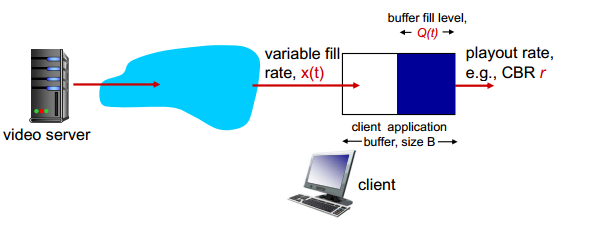 buffer fill level,
Q(t)
variable fill
rate, x(t)
playout rate,
e.g., CBR r
video server
client application
buffer, size B
client